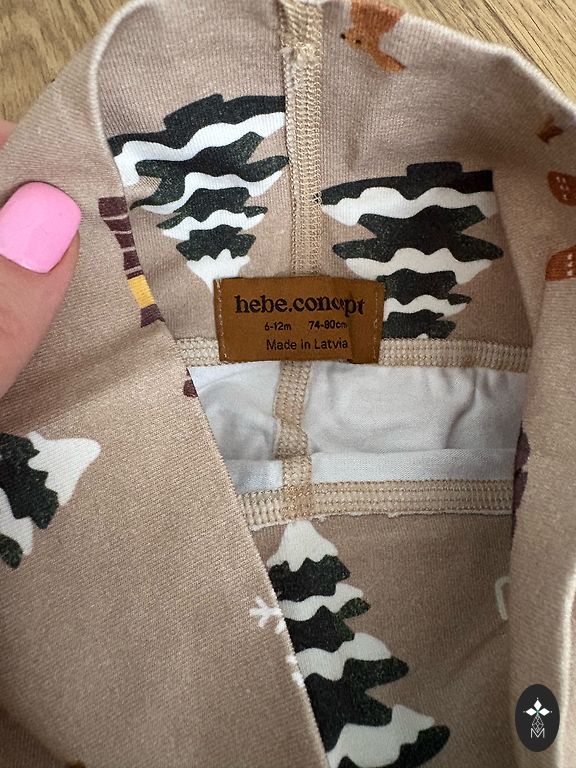 hebe.concept
6-12m 74-80cm
Made in Latvia
M